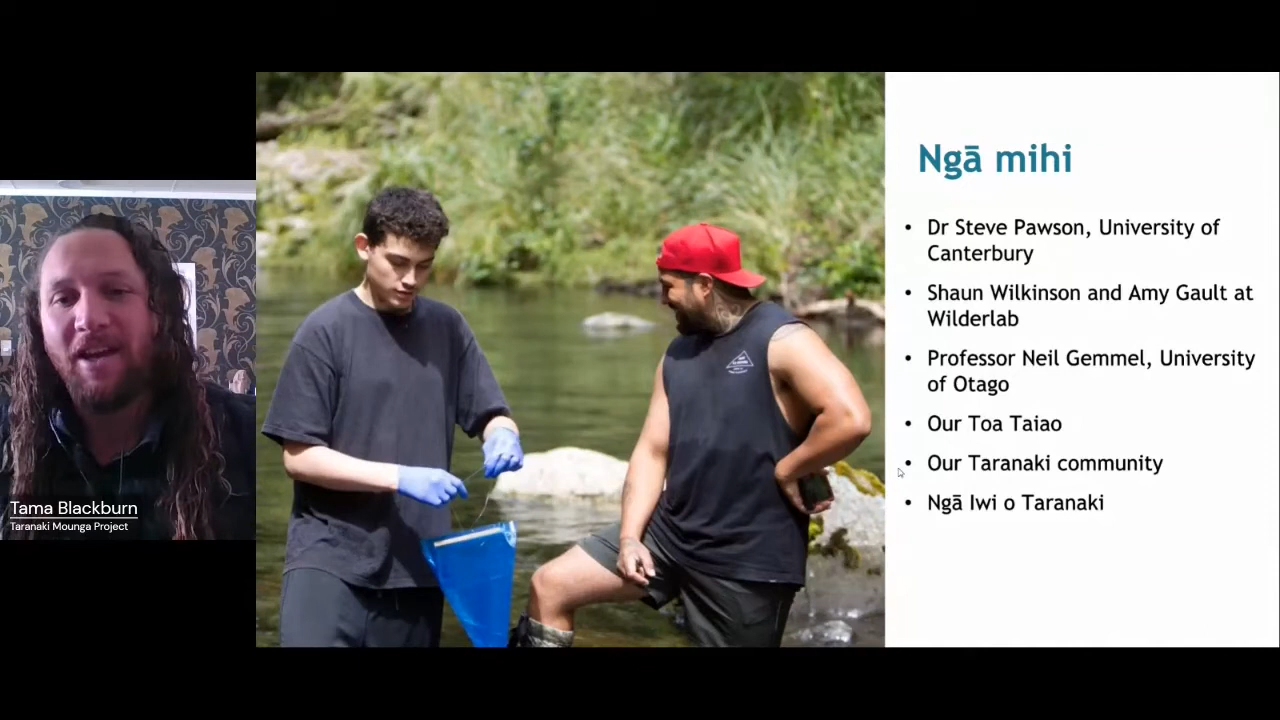 Ngā mihi
• Dr Steve Pawson, University of
Canterbury
• Shaun Wilkinson and Amy Gault at
Wilderlab
• Professor Neil Gemmel, University
of Otago
• Our Toa Taiao
• Our Taranaki community
• Ngā Iwi o Taranaki
Tama Blackburn
Taranaki Mounga Project